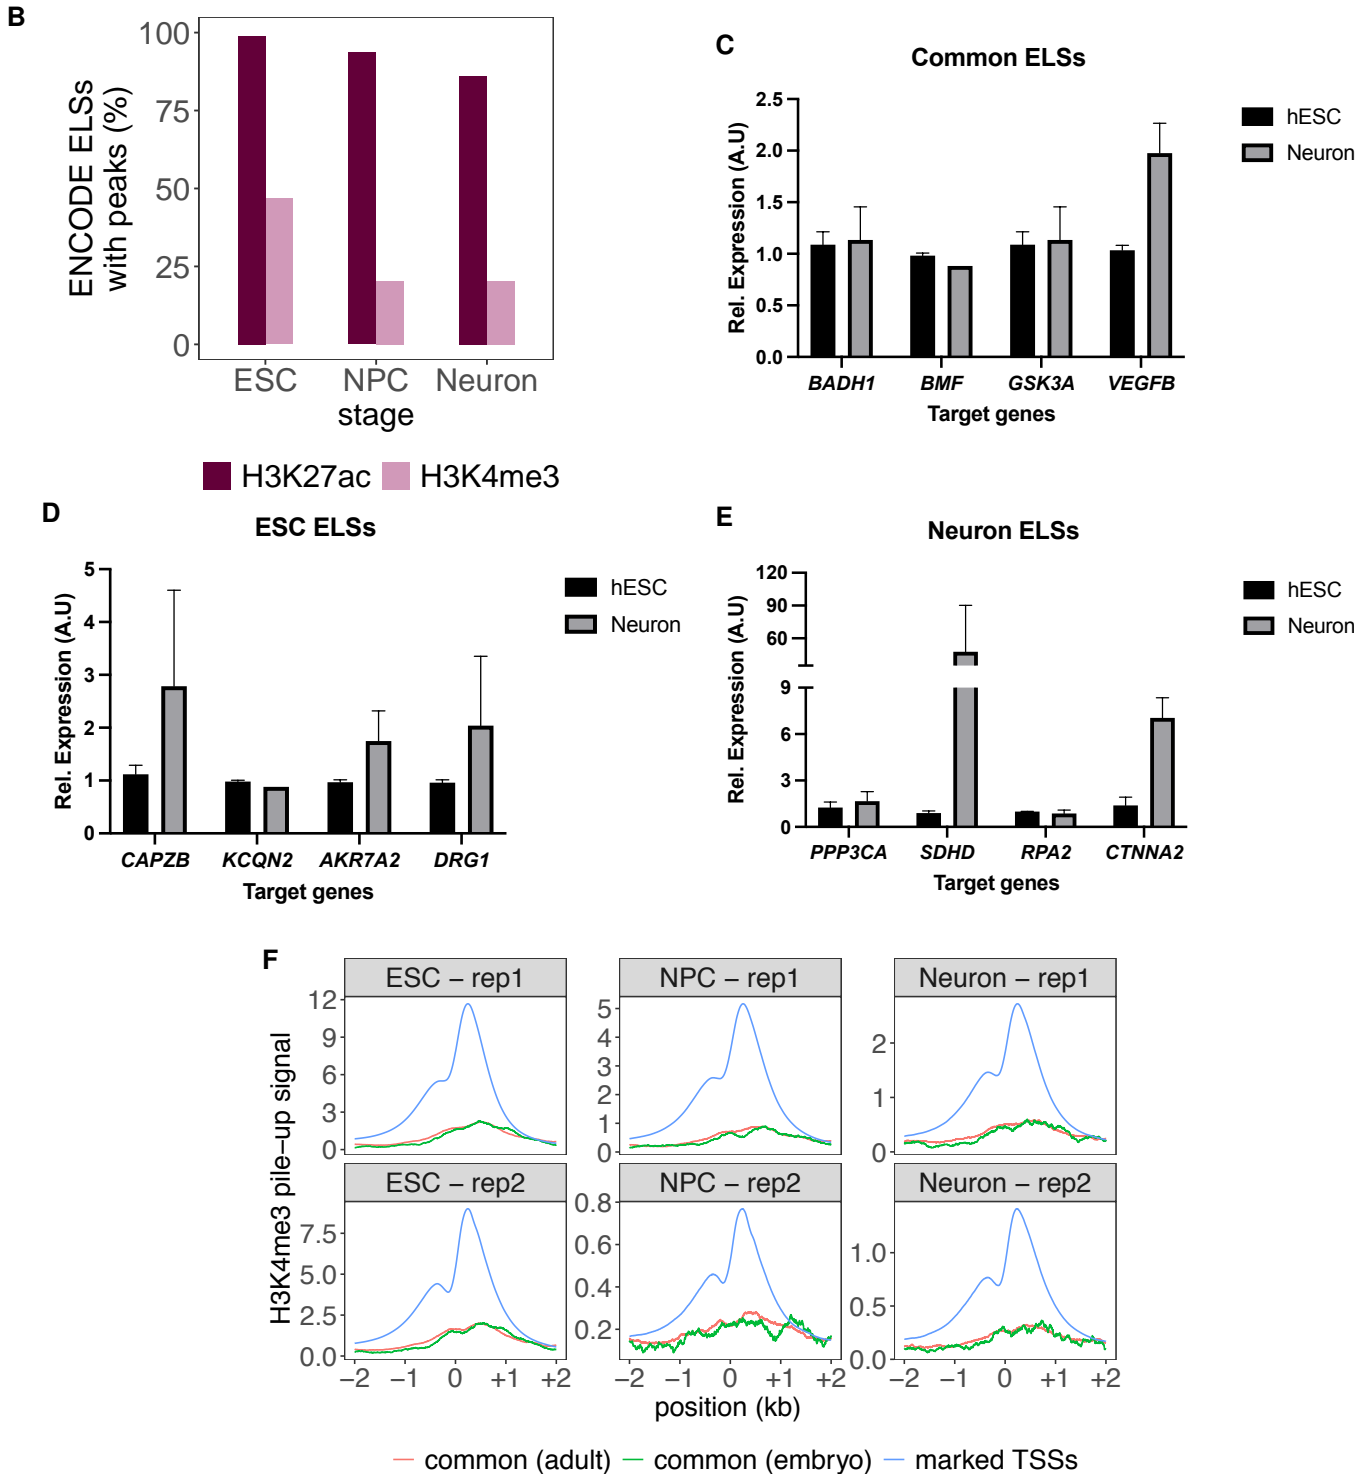 B
100
75
50
25
0
ENCODE ELSs
with peaks (%)
ESC NPC Neuron
stage
H3K27ac H3K4me3
C
Common ELSs
2.5
2.0
1.5
1.0
0.5
0.0
Rel. Expression (A.U)
hESC
Neuron
BADH1 BMF GSK3A VEGFB
Target genes
D
ESC ELSs
5
4
3
2
1
0
Rel. Expression (A.U)
hESC
Neuron
CAPZB KCQN2 AKR7A2 DRG1
Target genes
E
Neuron ELSs
120
90
60
9
6
3
0
Rel. Expression (A.U)
hESC
Neuron
PPP3CA SDHD RPA2 CTNNA2
Target genes
F
H3K4me3 pile−up signal
ESC − rep1 NPC − rep1 Neuron − rep1
12
9
6
3
0
5
4
3
2
1
0
2
1
0
ESC − rep2 NPC − rep2 Neuron − rep2
7.5
5.0
2.5
0.0
0.8
0.6
0.4
0.2
1.0
0.5
0.0
−2 −1 0 +1 +2 −2 −1 0 +1 +2 −2 −1 0 +1 +2
position (kb)
common (adult) common (embryo) marked TSSs